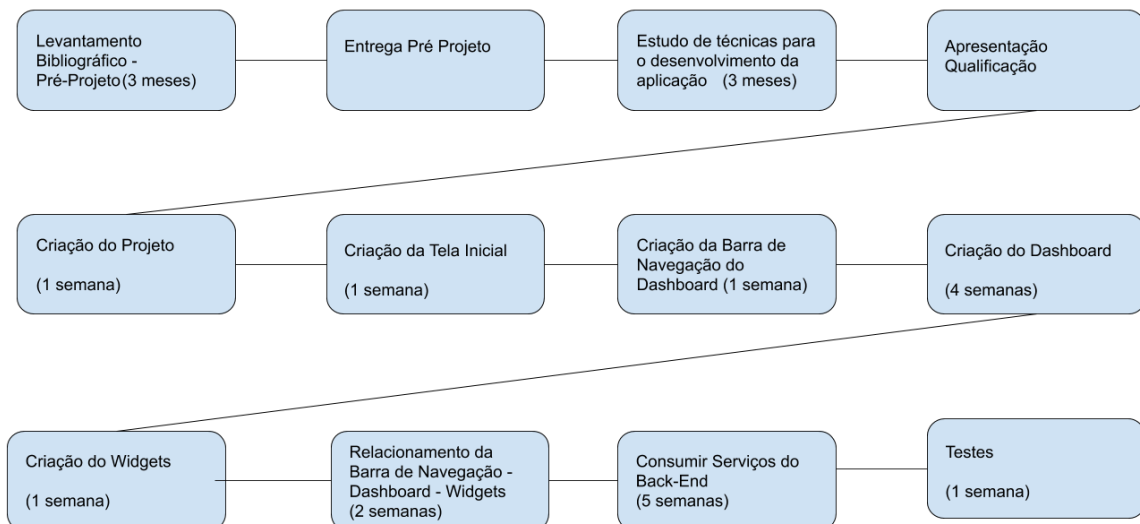 Levantamento
Bibliográfico -
Pré-Projeto (3 meses)
Entrega Pré Projeto
Estudo de técnicas para
o desenvolvimento da
aplicação (3 meses)
Apresentação
Qualificação
Criação do Projeto
(1 semana)
Criação da Tela Inicial
(1 semana)
Criação da Barra de
Navegação do
Dashboard (1 semana)
Criação do Dashboard
(4 semanas)
Criação do Widgets
(1 semana)
Relacionamento da
Barra de Navegação -
Dashboard - Widgets
(2 semanas)
Consumir Serviços do
Back-End
(5 semanas)
Testes
(1 semana)